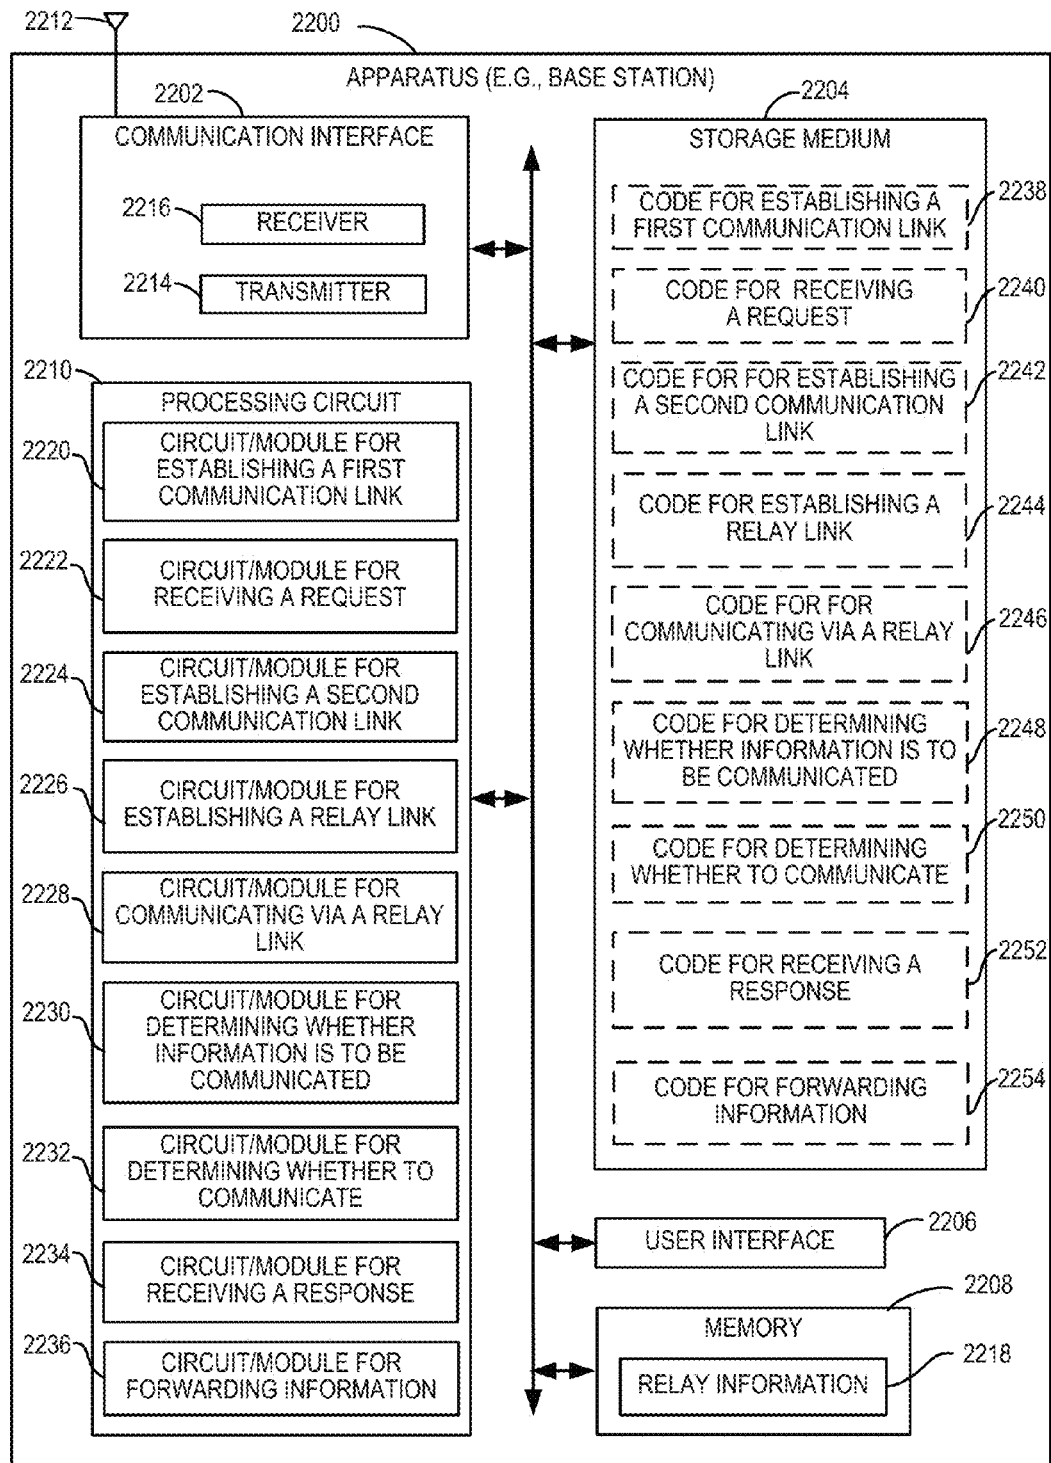 2212
2200
APPARATUS (E.G., BASE STATION)
2202
COMMUNICATION INTERFACE
2216
RECEIVER
2214
TRANSMITTER
2210
PROCESSING CIRCUIT
2220
CIRCUIT/MODULE FOR
ESTABLISHING A FIRST
COMMUNICATION LINK
2222
CIRCUIT/MODULE FOR
RECEIVING A REQUEST
2224
CIRCUIT/MODULE FOR
ESTABLISHING A SECOND
COMMUNICATION LINK
2226
CIRCUIT/MODULE FOR
ESTABLISHING A RELAY LINK
2228
CIRCUIT/MODULE FOR
COMMUNICATING VIA A RELAY
LINK
2230
CIRCUIT/MODULE FOR
DETERMINING WHETHER
INFORMATION IS TO BE
COMMUNICATED
2232
CIRCUIT/MODULE FOR
DETERMINING WHETHER TO
COMMUNICATE
2234
CIRCUIT/MODULE FOR
RECEIVING A RESPONSE
2236
CIRCUIT/MODULE FOR
FORWARDING INFORMATION
2204
STORAGE MEDIUM
CODE FOR ESTABLISHING A
FIRST COMMUNICATION LINK
2238
CODE FOR RECEIVING
A REQUEST
2240
CODE FOR FOR ESTABLISHING
A SECOND COMMUNICATION
LINK
2242
CODE FOR ESTABLISHING A
RELAY LINK
2244
CODE FOR FOR
COMMUNICATING VIA A RELAY
LINK
2246
CODE FOR DETERMINING
WHETHER INFORMATION IS TO
BE COMMUNICATED
2248
CODE FOR DETERMINING
WHETHER TO COMMUNICATE
2250
CODE FOR RECEIVING A
RESPONSE
2252
CODE FOR FORWARDING
INFORMATION
2254
USER INTERFACE
2206
2208
MEMORY
RELAY INFORMATION
2218